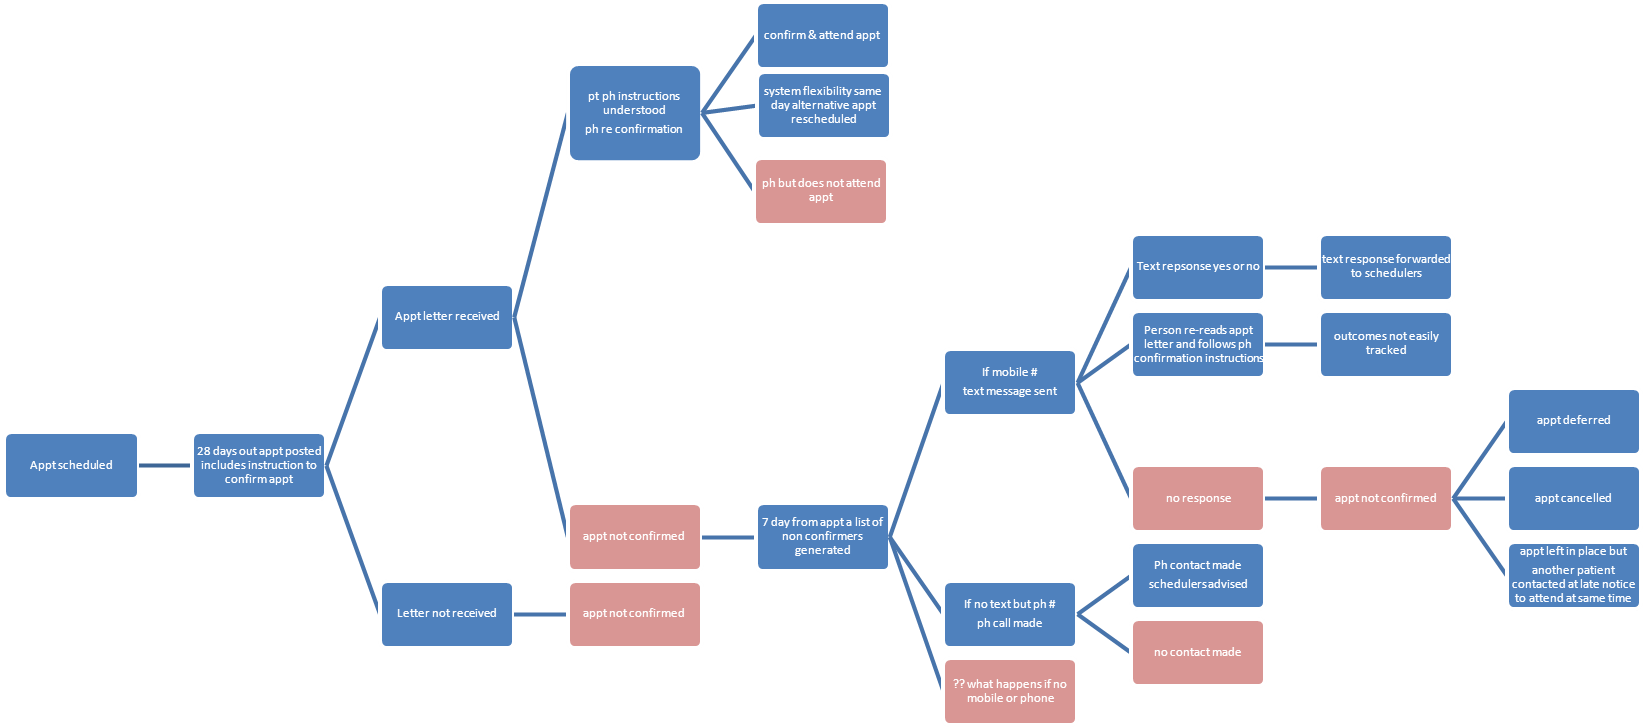 Appt scheduled
28 days out appt posted
includes instruction to
confirm appt
Appt letter received
pt ph instructions
understood
ph re confirmation
confirm & attend appt
system flexibility same
day alternative appt
rescheduled
ph but does not attend
appt
appt not confirmed
7 day from appt a list of
non confirmers
generated
If mobile #
text message sent
Text repsonse yes or no
text response forwarded
to schedulers
Person re-reads appt
letter and follows ph
confirmation instructions
outcomes not easily
tracked
no response
appt not confirmed
appt deferred
appt cancelled
appt left in place but
another patient
contacted at late notice
to attend at same time
If no text but ph #
ph call made
Ph contact made
schedulers advised
no contact made
?? what happens if no
mobile or phone
Letter not received
appt not confirmed